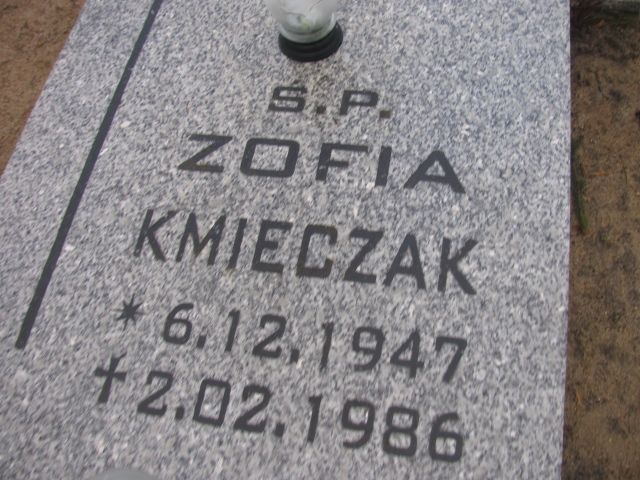 Ś.P.
ZOFIA
KMIECZAK
* 6.12.1947
† 2.02.1986